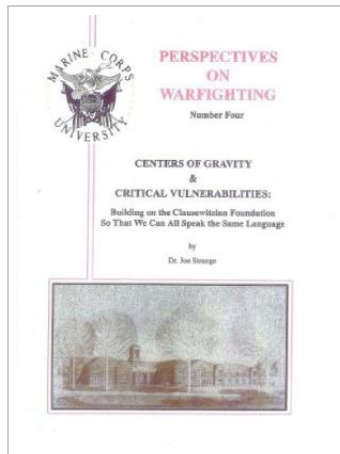 MARINE CORPS
UNIVERSITY
PERSPECTIVES
ON
WARFIGHTING
Number Four
CENTERS OF GRAVITY
&
CRITICAL VULNERABILITIES:
Building on the Clausewitzian Foundation
So That We Can All Speak the Same Language
by
Dr. Joe Strange